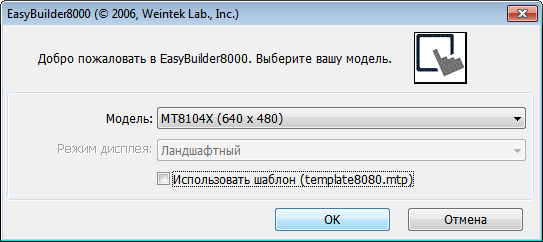 EasyBuilder8000 (© 2006, Weintek Lab., Inc.)
Добро пожаловать в EasyBuilder8000. Выберите вашу модель.
Модель: MT8104X (640 x 480)
Режим дисплея: Ландшафтный
Использовать шаблон (template8080.mtp)
OK Отмена